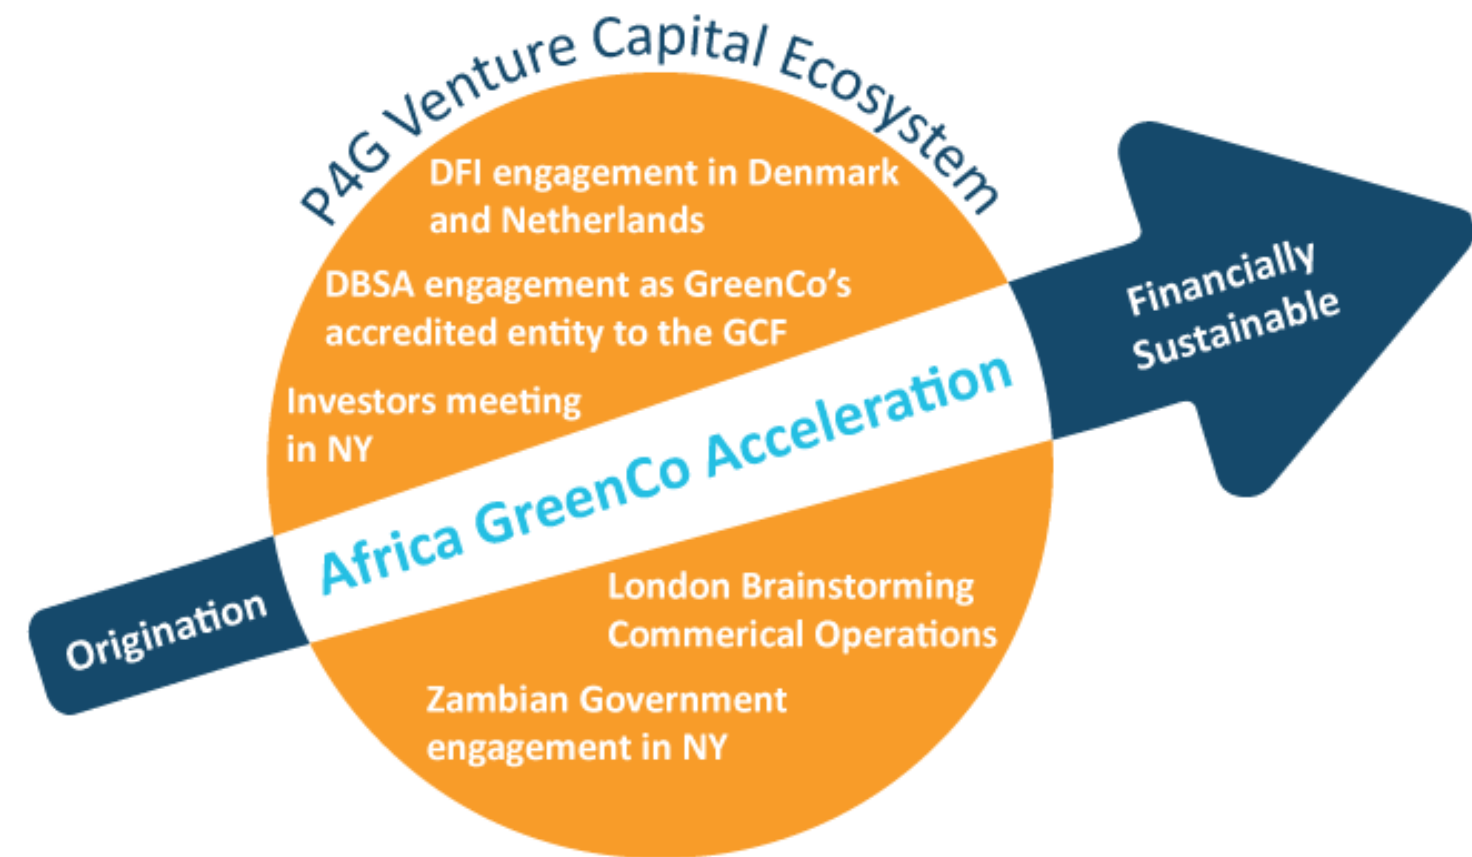 P4G Venture Capital Ecosystem
DFI engagement in Denmark
and Netherlands
DBSA engagement as GreenCo’s
accredited entity to the GCF
Investors meeting
in NY
Africa GreenCo Acceleration
Financially
Sustainable
Origination
London Brainstorming
Commerical Operations
Zambian Government
engagement in NY